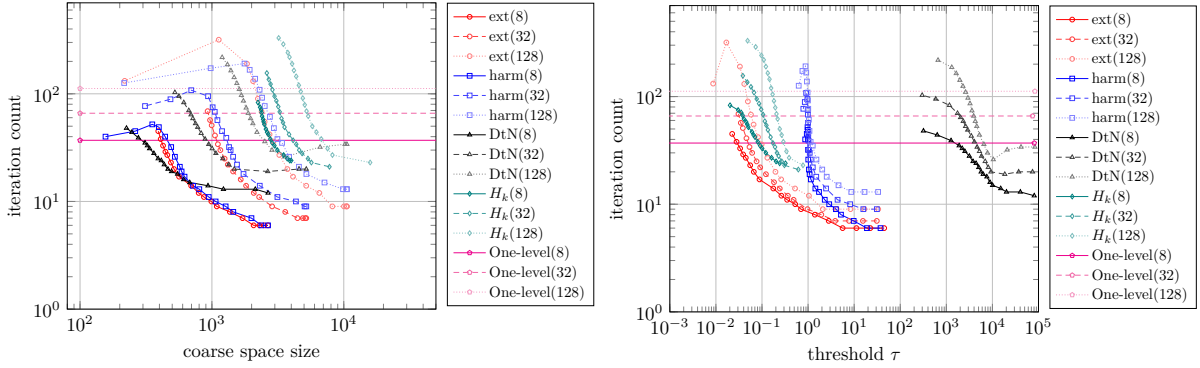 iteration count
10^0
10^1
10^2
10^2
10^3
10^4
coarse space size
ext(8)
ext(32)
ext(128)
harm(8)
harm(32)
harm(128)
DtN(8)
DtN(32)
DtN(128)
H_k(8)
H_k(32)
H_k(128)
One-level(8)
One-level(32)
One-level(128)
iteration count
10^0
10^1
10^2
10^−3
10^−2
10^−1
10^0
10^1
10^2
10^3
10^4
10^5
threshold τ
ext(8)
ext(32)
ext(128)
harm(8)
harm(32)
harm(128)
DtN(8)
DtN(32)
DtN(128)
H_k(8)
H_k(32)
H_k(128)
One-level(8)
One-level(32)
One-level(128)